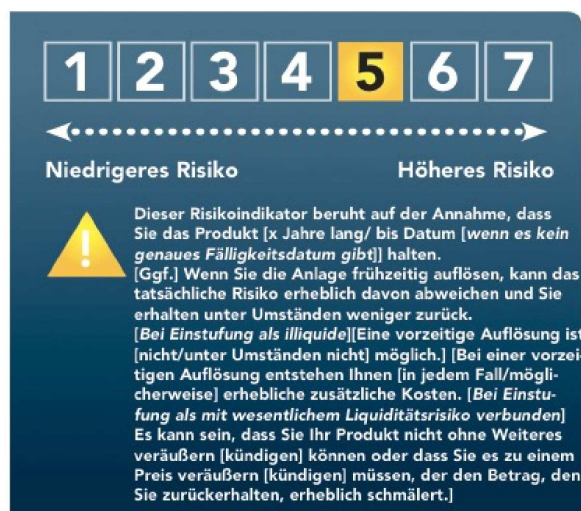 1 2 3 4 5 6 7
Niedrigeres Risiko Höheres Risiko
!
Dieser Risikoindikator beruht auf der Annahme, dass
Sie das Produkt [x Jahre lang/ bis Datum [wenn es kein
genaues Fälligkeitsdatum gibt]] halten.
[Ggf.] Wenn Sie die Anlage frühzeitig auflösen, kann das
tatsächliche Risiko erheblich davon abweichen und Sie
erhalten unter Umständen weniger zurück.
[Bei Einstufung als illiquide][Eine vorzeitige Auflösung ist
[nicht/unter Umständen nicht] möglich.] [Bei einer vorzei-
tigen Auflösung entstehen Ihnen [in jedem Fall/mögli-
cherweise] erhebliche zusätzliche Kosten. [Bei Einstu-
fung als mit wesentlichem Liquiditätsrisiko verbunden]
Es kann sein, dass Sie Ihr Produkt nicht ohne Weiteres
veräußern [kündigen] können oder dass Sie es zu einem
Preis veräußern [kündigen] müssen, der den Betrag, den
Sie zurückerhalten, erheblich schmälert.]